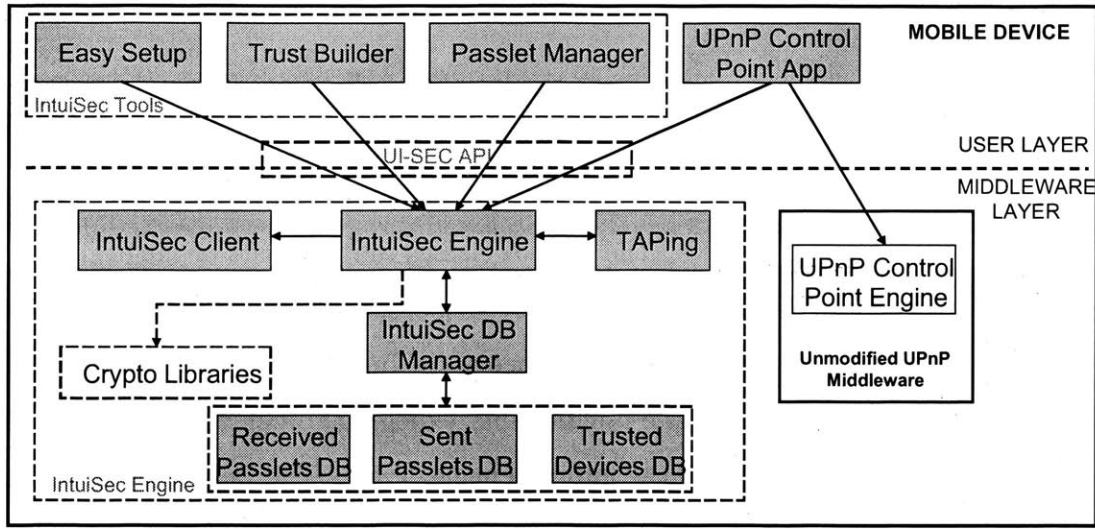 MOBILE DEVICE
Easy Setup
Trust Builder
Passlet Manager
UPnP Control
Point App
IntuiSec Tools
UI-SEC API
USER LAYER
MIDDLEWARE
LAYER
IntuiSec Client
IntuiSec Engine
TAPing
UPnP Control
Point Engine
IntuiSec DB
Manager
Unmodified UPnP
Middleware
Crypto Libraries
Received
Passlets DB
Sent
Passlets DB
Trusted
Devices DB
IntuiSec Engine